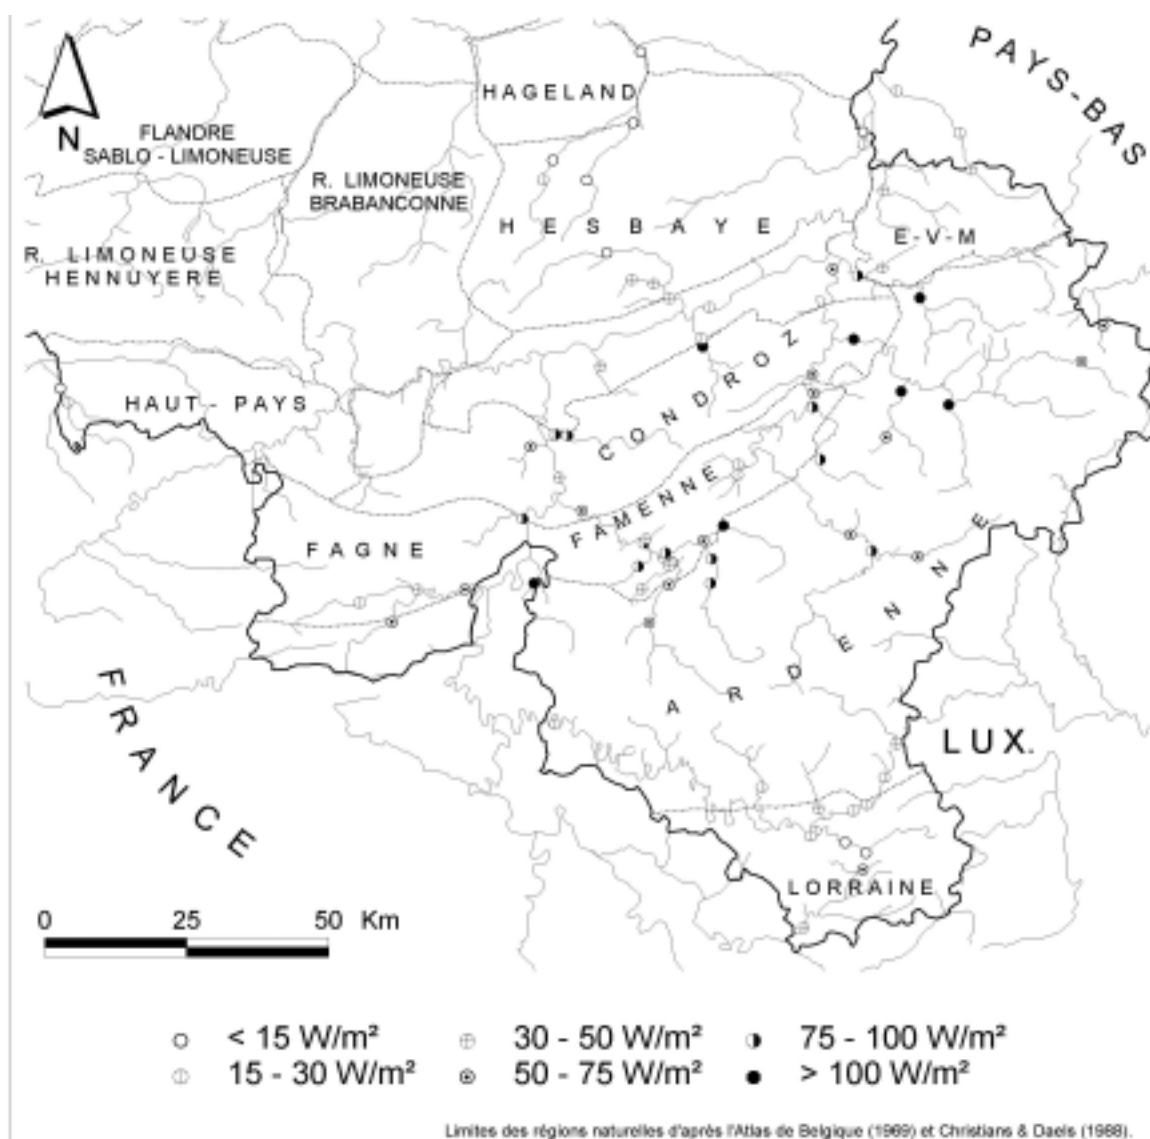 PAYS-BAS
HAGELAND
N
FLANDRE
SABLO - LIMONEUSE
R. LIMONEUSE
BRABANCONNE
HESBAYE
E-V-M
R. LIMONEUSE
HENNUYERE
CONDROZ
HAUT - PAYS
FAMENNE
FAGNE
ARDENNE
FRANCE
LUX.
LORRAINE
0 25 50 Km
< 15 W/m² 30 - 50 W/m² 75 - 100 W/m²
15 - 30 W/m² 50 - 75 W/m² > 100 W/m²
Limites des régions naturelles d'après l'Atlas de Belgique (1969) et Christians & Daels (1988).